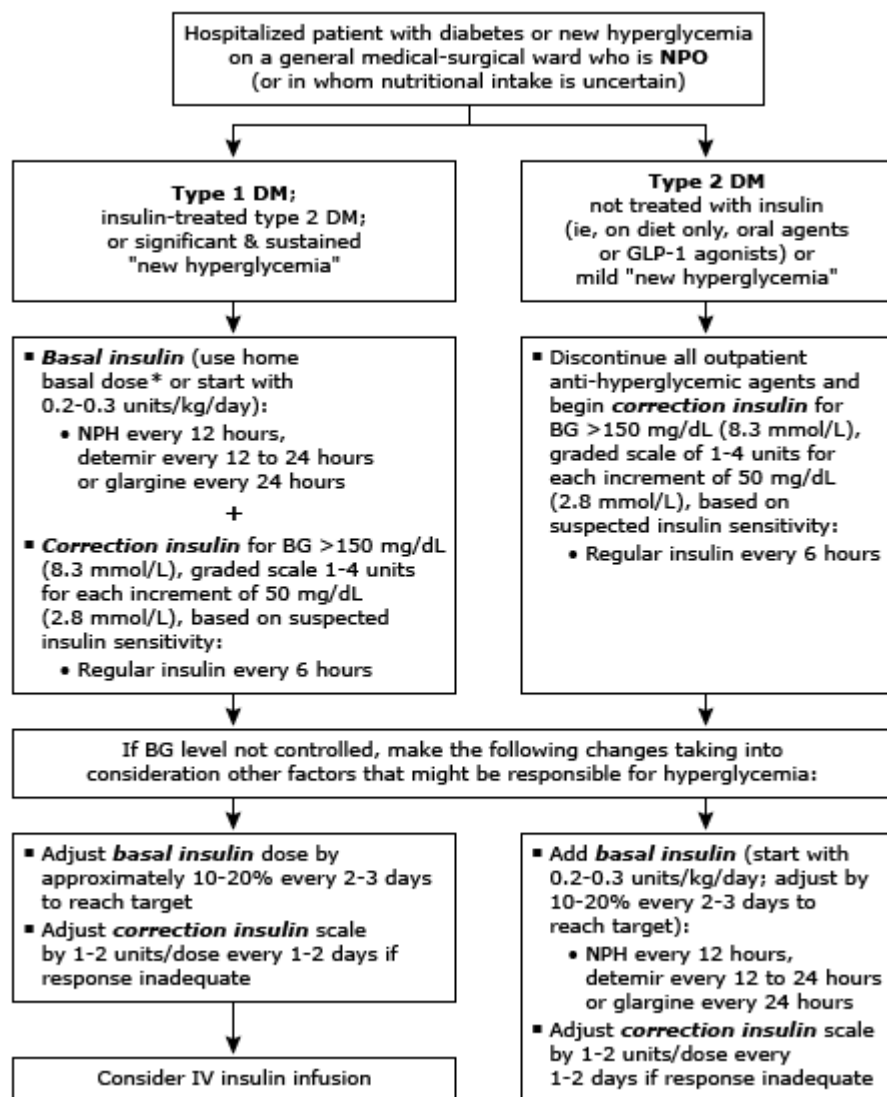 Hospitalized patient with diabetes or new hyperglycemia
on a general medical-surgical ward who is NPO
(or in whom nutritional intake is uncertain)
Type 1 DM;
insulin-treated type 2 DM;
or significant & sustained
"new hyperglycemia"
Type 2 DM
not treated with insulin
(ie, on diet only, oral agents
or GLP-1 agonists) or
mild "new hyperglycemia"
▪ Basal insulin (use home
basal dose* or start with
0.2-0.3 units/kg/day):
• NPH every 12 hours,
detemir every 12 to 24 hours
or glargine every 24 hours
+
▪ Correction insulin for BG >150 mg/dL
(8.3 mmol/L), graded scale 1-4 units
for each increment of 50 mg/dL
(2.8 mmol/L), based on suspected
insulin sensitivity:
• Regular insulin every 6 hours
▪ Discontinue all outpatient
anti-hyperglycemic agents and
begin correction insulin for
BG >150 mg/dL (8.3 mmol/L),
graded scale of 1-4 units for
each increment of 50 mg/dL
(2.8 mmol/L), based on
suspected insulin sensitivity:
• Regular insulin every 6 hours
If BG level not controlled, make the following changes taking into
consideration other factors that might be responsible for hyperglycemia:
▪ Adjust basal insulin dose by
approximately 10-20% every 2-3 days
to reach target
▪ Adjust correction insulin scale
by 1-2 units/dose every 1-2 days if
response inadequate
Consider IV insulin infusion
▪ Add basal insulin (start with
0.2-0.3 units/kg/day; adjust by
10-20% every 2-3 days to
reach target):
• NPH every 12 hours,
detemir every 12 to 24 hours
or glargine every 24 hours
▪ Adjust correction insulin scale
by 1-2 units/dose every
1-2 days if response inadequate